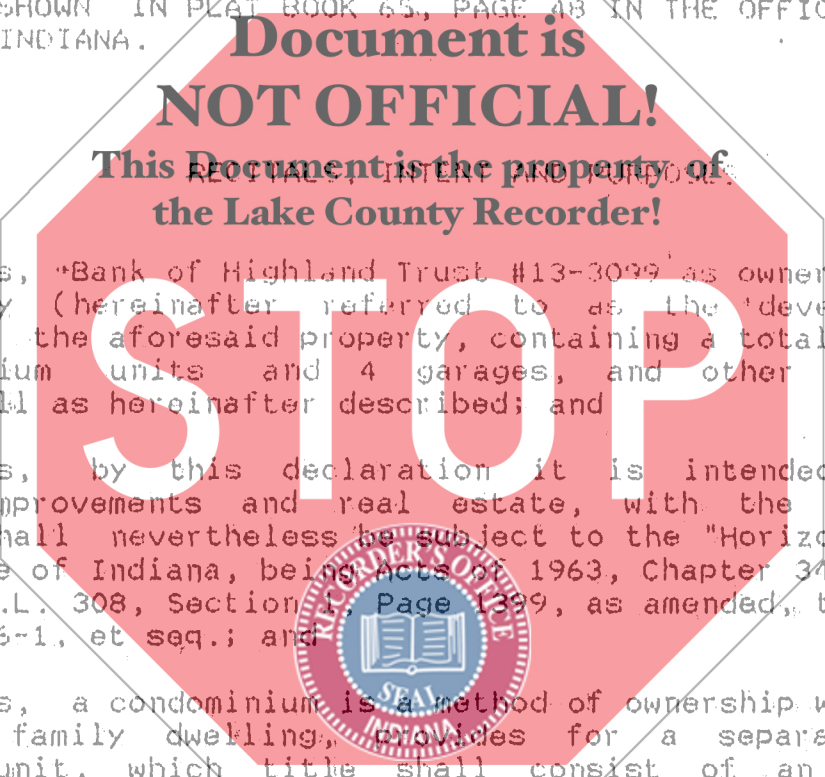 SHOWN IN PLAT BOOK 65, PAGE 48 IN THE OFFIC
INDIANA.
Document is
NOT OFFICIAL!
This Document is the property of
RECITALS, INTENT AND PURPOSE.
the Lake County Recorder!
STOP
s, Bank of Highland Trust #13-3099 as owner
y (hereinafter referred to as the "deve
the aforesaid property, containing a total
ium units and 4 garages, and other
ll as hereinafter described; and
s, by this declaration it is intended
mprovements and real estate, with the
hall nevertheless be subject to the "Horizo
e of Indiana, being Acts of 1963, Chapter 34
.L. 308, Section 1, Page 1399, as amended, t
6-1, et seq.; and
RECORDER'S OFFICE
SEAL
INDIANA
s, a condominium is a method of ownership w
family dwelling, provides for a separa
unit, which title shall consist of an